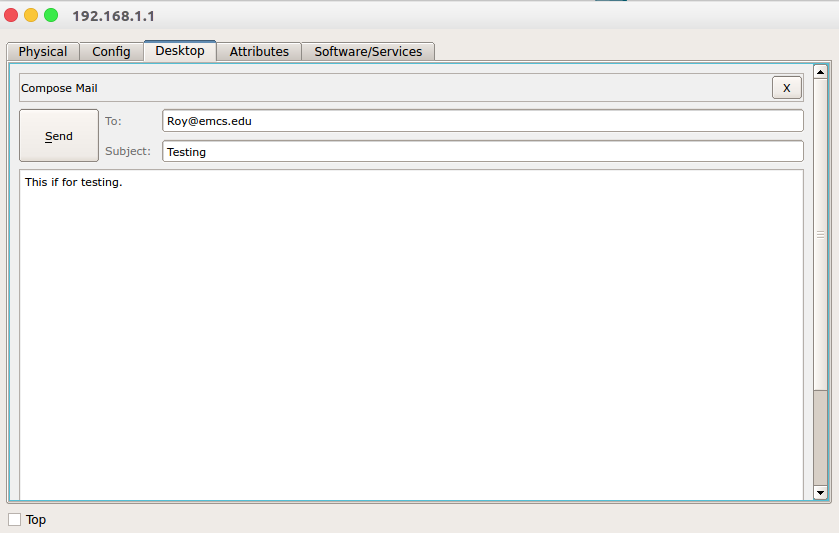 192.168.1.1
Physical Config Desktop Attributes Software/Services
Compose Mail X
Send
To: Roy@emcs.edu
Subject: Testing
This if for testing.
Top